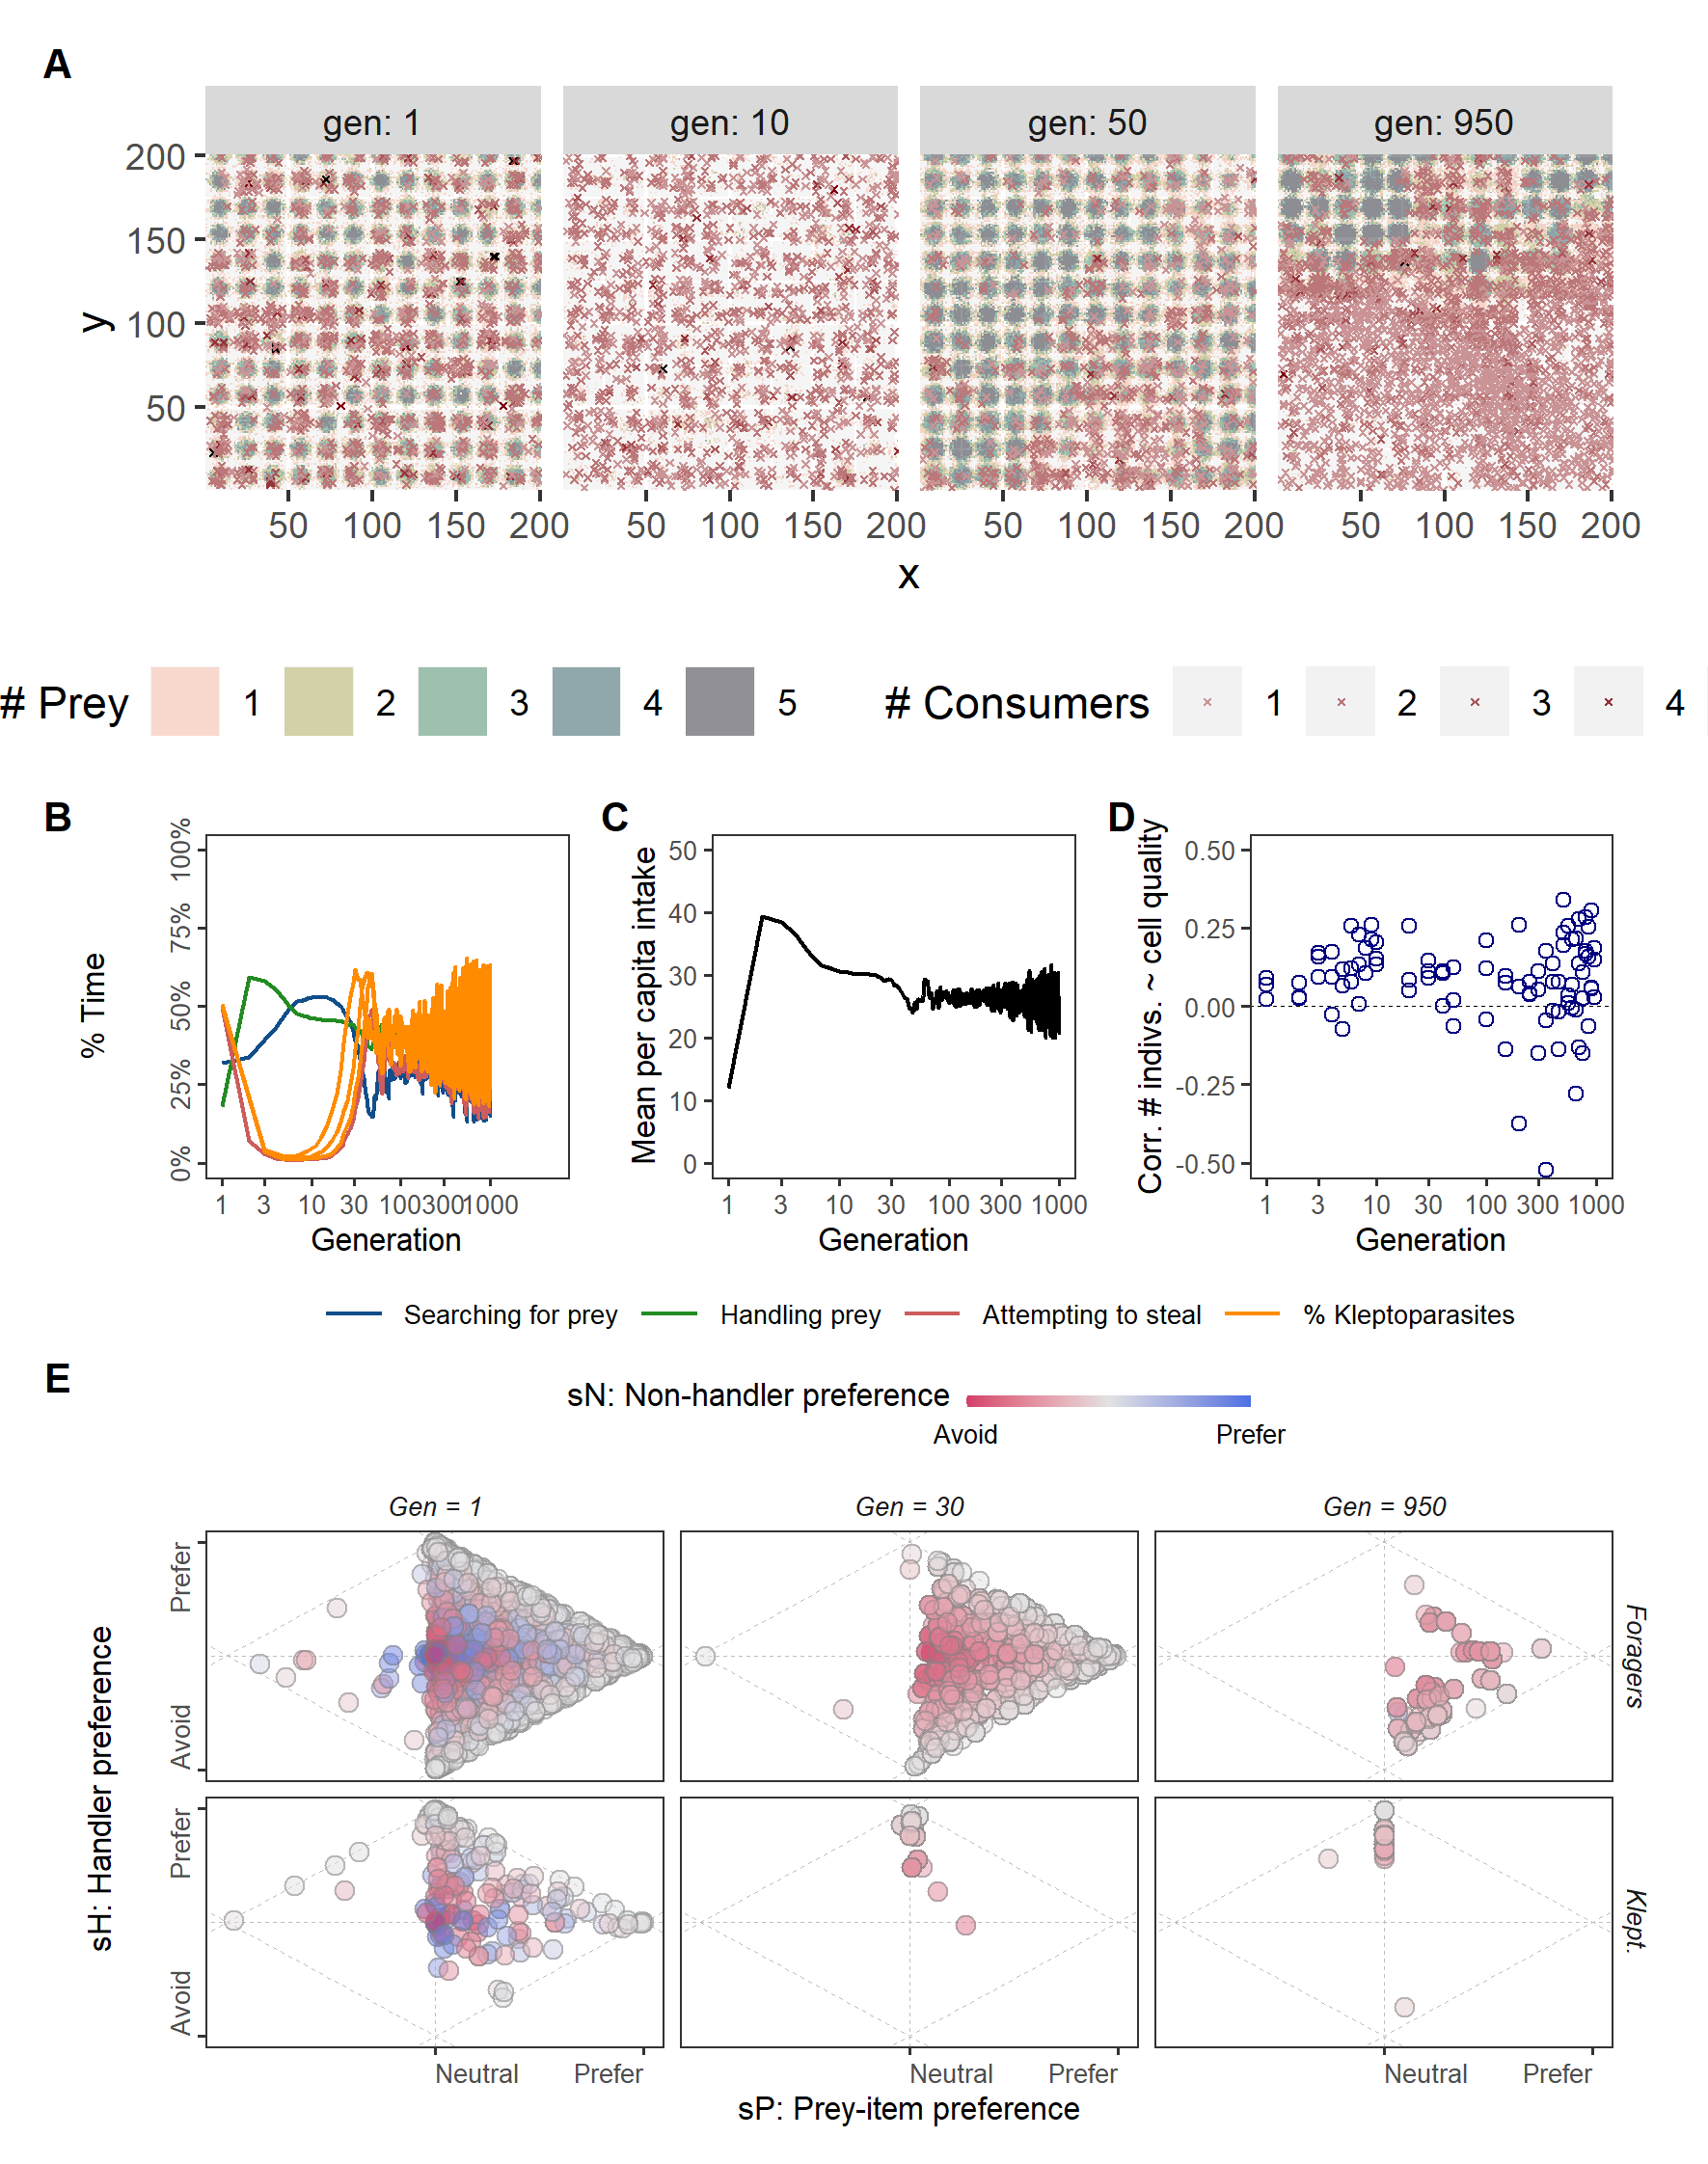 A
gen: 1
gen: 10
gen: 50
gen: 950
200
150
100
50
y
50 100 150 200
50 100 150 200
50 100 150 200
50 100 150 200
x
# Prey 1 2 3 4 5
# Consumers 1 2 3 4
B
100%
75%
50%
25%
0%
% Time
1 3 10 30 100 300 1000
Generation
C
50
40
30
20
10
0
Mean per capita intake
1 3 10 30 100 300 1000
Generation
D
0.50
0.25
0.00
-0.25
-0.50
Corr. # indivs. ~ cell quality
1 3 10 30 100 300 1000
Generation
Searching for prey
Handling prey
Attempting to steal
% Kleptoparasites
E
sN: Non-handler preference
Avoid Prefer
Gen = 1
Gen = 30
Gen = 950
Prefer
Avoid
Foragers
Prefer
Avoid
Klept.
sH: Handler preference
Neutral Prefer
Neutral Prefer
Neutral Prefer
sP: Prey-item preference